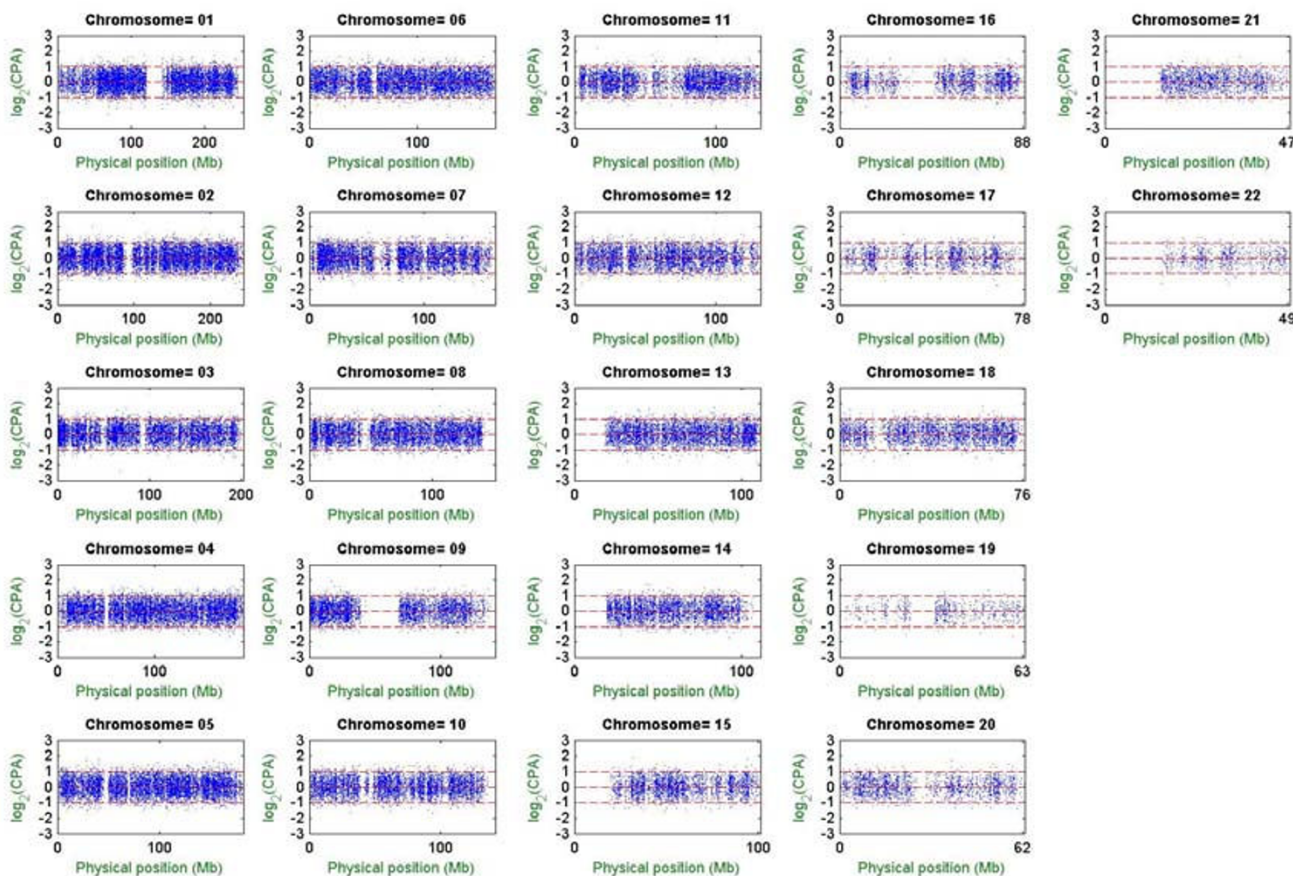 Chromosome= 01
3
2
1
0
-1
-2
-3
log2(CPA)
0 100 200
Physical position (Mb)
Chromosome= 06
3
2
1
0
-1
-2
-3
log2(CPA)
0 100
Physical position (Mb)
Chromosome= 11
3
2
1
0
-1
-2
-3
log2(CPA)
0 100
Physical position (Mb)
Chromosome= 16
3
2
1
0
-1
-2
-3
log2(CPA)
0 88
Physical position (Mb)
Chromosome= 21
3
2
1
0
-1
-2
-3
log2(CPA)
0 47
Physical position (Mb)
Chromosome= 02
3
2
1
0
-1
-2
-3
log2(CPA)
0 100 200
Physical position (Mb)
Chromosome= 07
3
2
1
0
-1
-2
-3
log2(CPA)
0 100
Physical position (Mb)
Chromosome= 12
3
2
1
0
-1
-2
-3
log2(CPA)
0 100
Physical position (Mb)
Chromosome= 17
3
2
1
0
-1
-2
-3
log2(CPA)
0 78
Physical position (Mb)
Chromosome= 22
3
2
1
0
-1
-2
-3
log2(CPA)
0 49
Physical position (Mb)
Chromosome= 03
3
2
1
0
-1
-2
-3
log2(CPA)
0 100 200
Physical position (Mb)
Chromosome= 08
3
2
1
0
-1
-2
-3
log2(CPA)
0 100
Physical position (Mb)
Chromosome= 13
3
2
1
0
-1
-2
-3
log2(CPA)
0 100
Physical position (Mb)
Chromosome= 18
3
2
1
0
-1
-2
-3
log2(CPA)
0 76
Physical position (Mb)
Chromosome= 04
3
2
1
0
-1
-2
-3
log2(CPA)
0 100
Physical position (Mb)
Chromosome= 09
3
2
1
0
-1
-2
-3
log2(CPA)
0 100
Physical position (Mb)
Chromosome= 14
3
2
1
0
-1
-2
-3
log2(CPA)
0 100
Physical position (Mb)
Chromosome= 19
3
2
1
0
-1
-2
-3
log2(CPA)
0 63
Physical position (Mb)
Chromosome= 05
3
2
1
0
-1
-2
-3
log2(CPA)
0 100
Physical position (Mb)
Chromosome= 10
3
2
1
0
-1
-2
-3
log2(CPA)
0 100
Physical position (Mb)
Chromosome= 15
3
2
1
0
-1
-2
-3
log2(CPA)
0 100
Physical position (Mb)
Chromosome= 20
3
2
1
0
-1
-2
-3
log2(CPA)
0 62
Physical position (Mb)